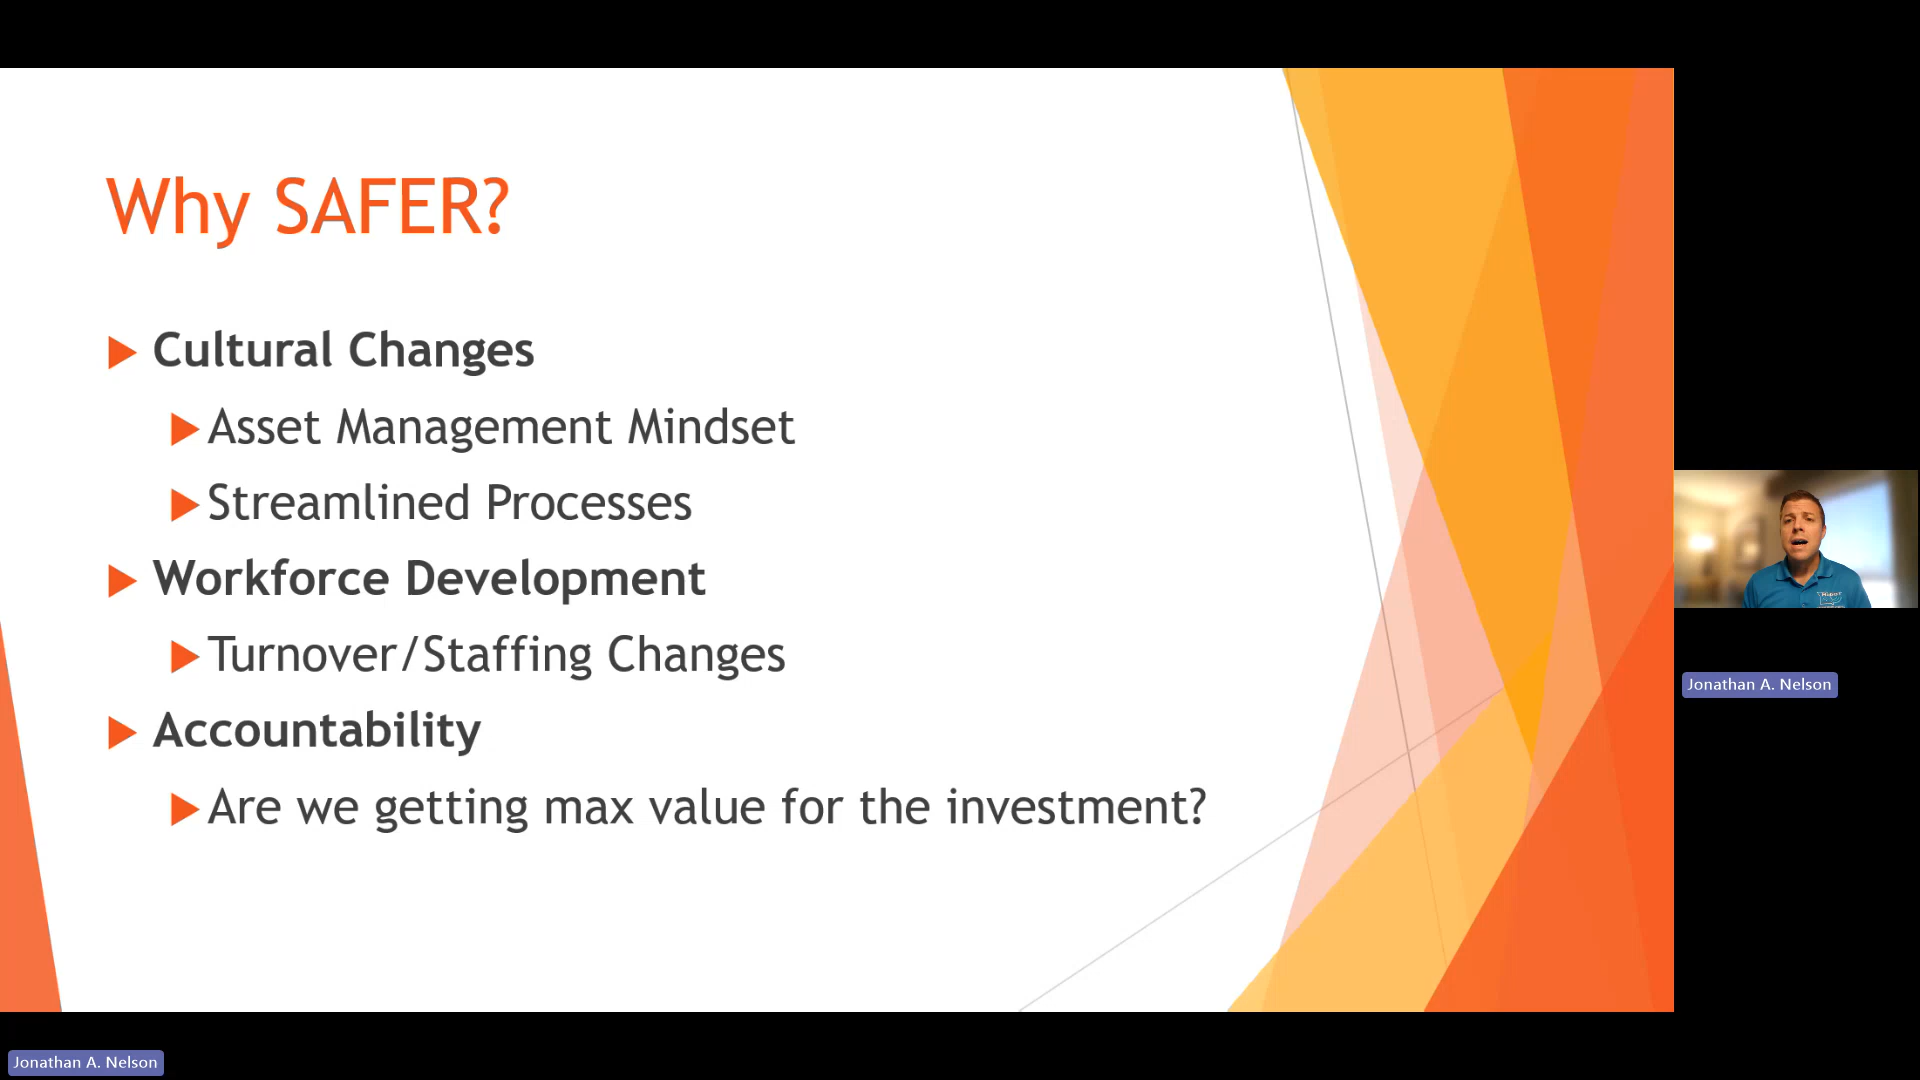 Why SAFER?
Cultural Changes
Asset Management Mindset
Streamlined Processes
Workforce Development
Turnover/Staffing Changes
Accountability
Are we getting max value for the investment?
Jonathan A. Nelson
Jonathan A. Nelson